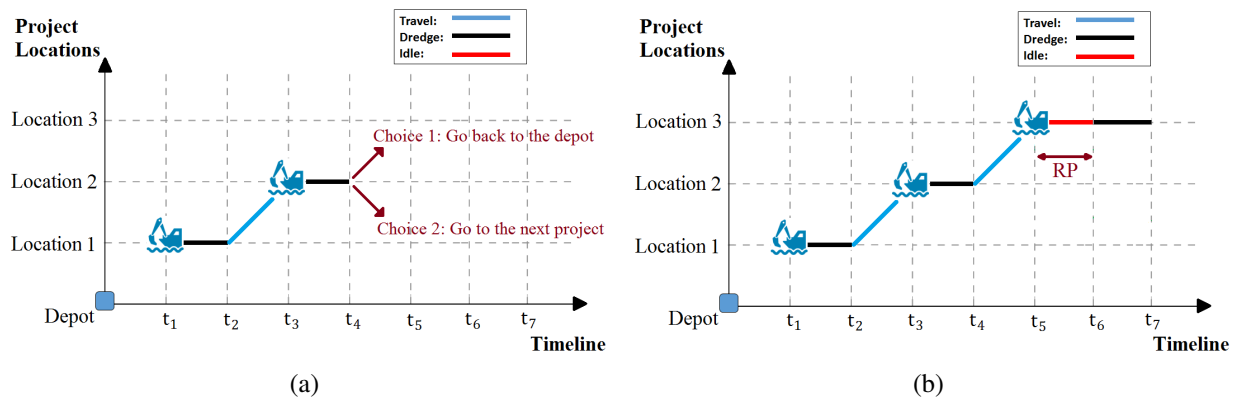 Project
Locations
Travel:
Dredge:
Idle:
Location 3
Choice 1: Go back to the depot
Location 2
Choice 2: Go to the next project
Location 1
Depot
t₁ t₂ t₃ t₄ t₅ t₆ t₇
Timeline
(a)
Project
Locations
Travel:
Dredge:
Idle:
Location 3
RP
Location 2
Location 1
Depot
t₁ t₂ t₃ t₄ t₅ t₆ t₇
Timeline
(b)